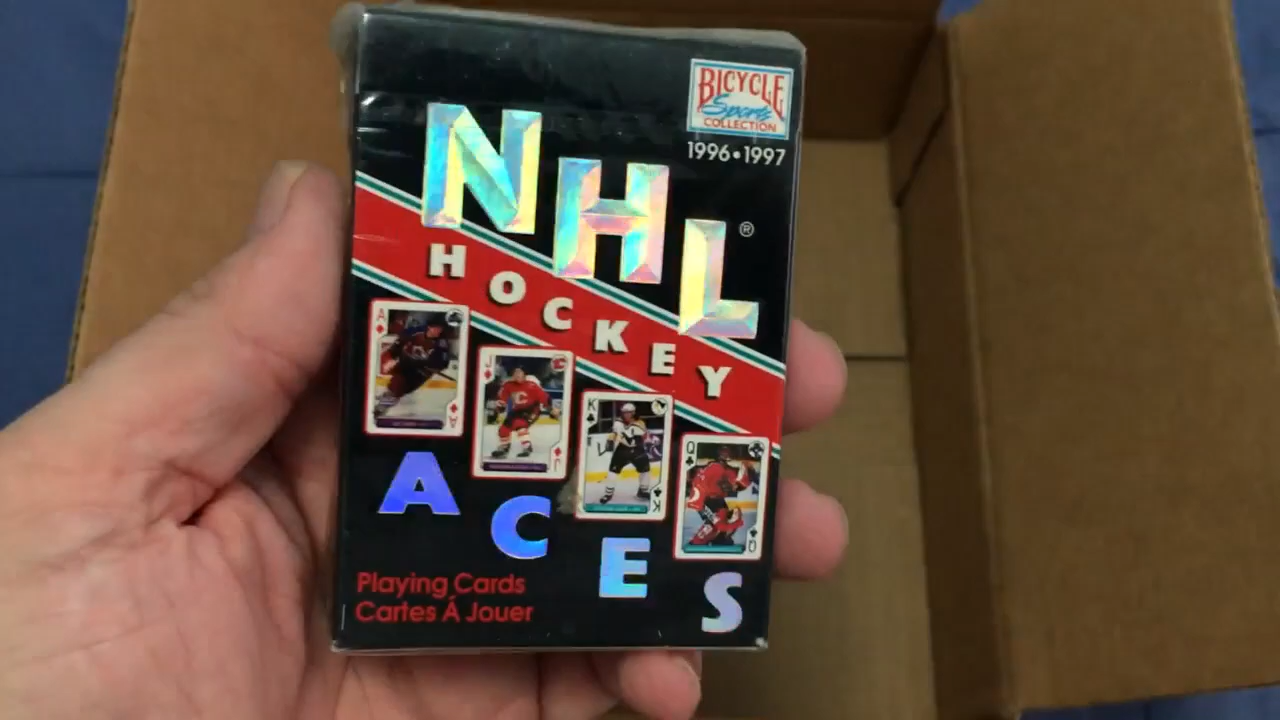 BICYCLE
Sports
COLLECTION
1996•1997
NHL®
HOCKEY
A
A
J
J
K
K
Q
Q
ACES
Playing Cards
Cartes Á Jouer